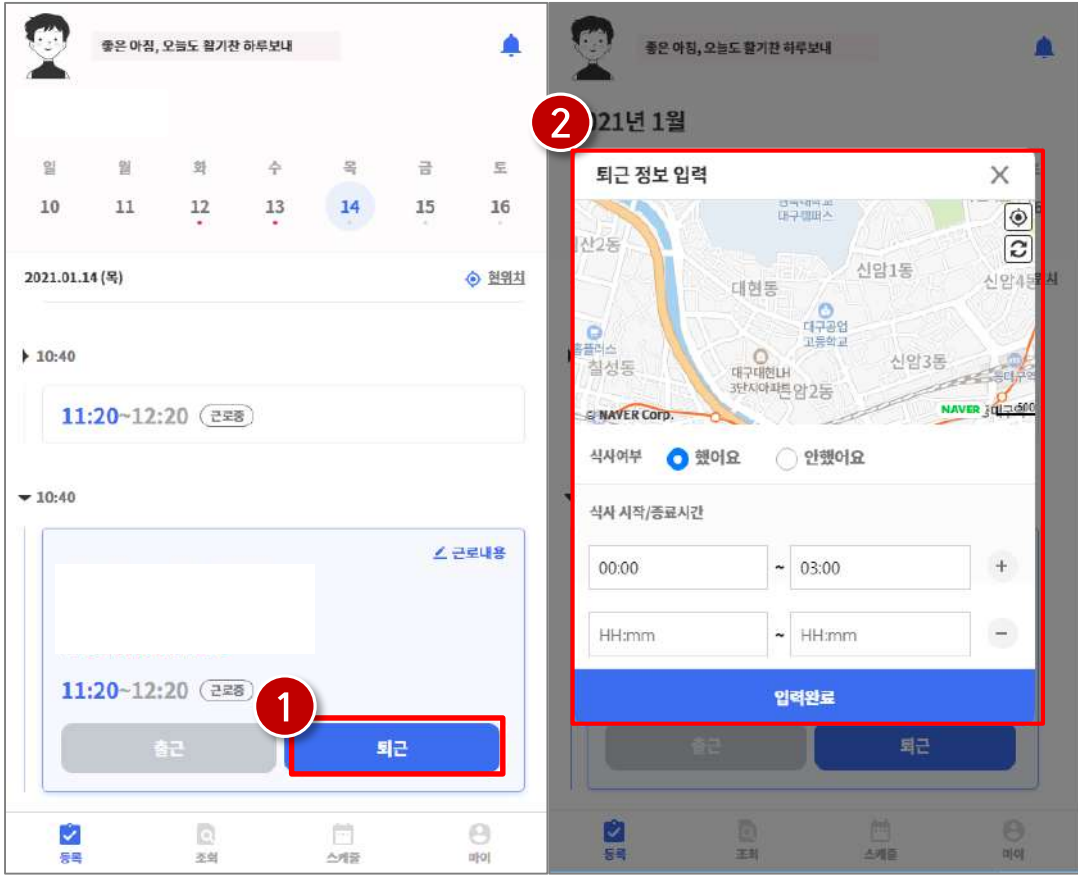 좋은 아침, 오늘도 활기찬 하루보내
일 월 화 수 목 금 토
10 11 12 13 14 15 16
2021.01.14 (목) 현위치
10:40
11:20~12:20 근로중
10:40
근로내용
11:20~12:20 근로중
1
출근 퇴근
등록 조회 스케줄 마이
좋은 아침, 오늘도 활기찬 하루보내
2
021년 1월
퇴근 정보 입력
대구캠퍼스
산2동
신암1동
신암4동
대현동
대구공업
고등학교
홈플러스
칠성동
대구대현LH
3단지아파트
신암3동
암2동
동대구역
© NAVER Corp.
NAVER
식사여부 했어요 안했어요
식사 시작/종료시간
00:00 ~ 03:00 +
HH:mm ~ HH:mm −
입력완료
출근 퇴근
등록 조회 스케줄 마이